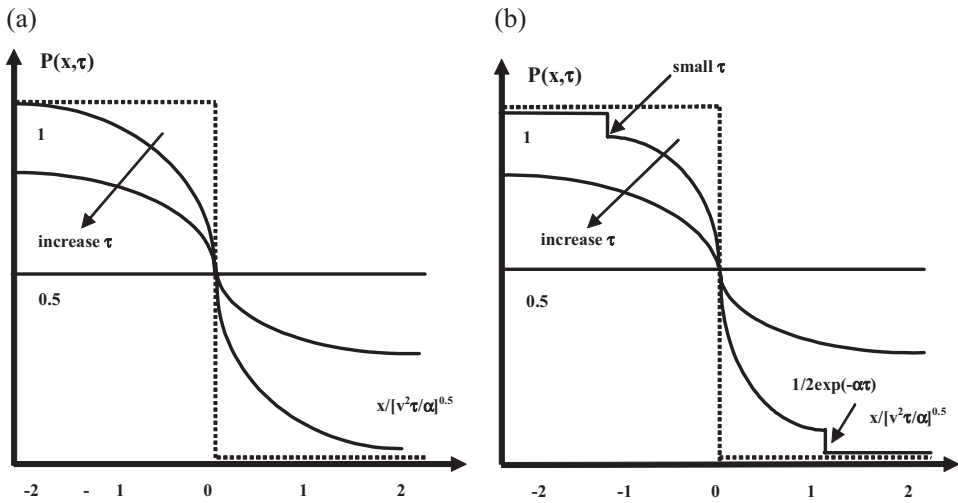 (a)
P(x,τ)
1
increase τ
0.5
x/[v²τ/α]⁰·⁵
-2 - 1 0 1 2
(b)
P(x,τ)
small τ
1
increase τ
0.5
1/2exp(-ατ)
x/[v²τ/α]⁰·⁵
-2 -1 0 1 2